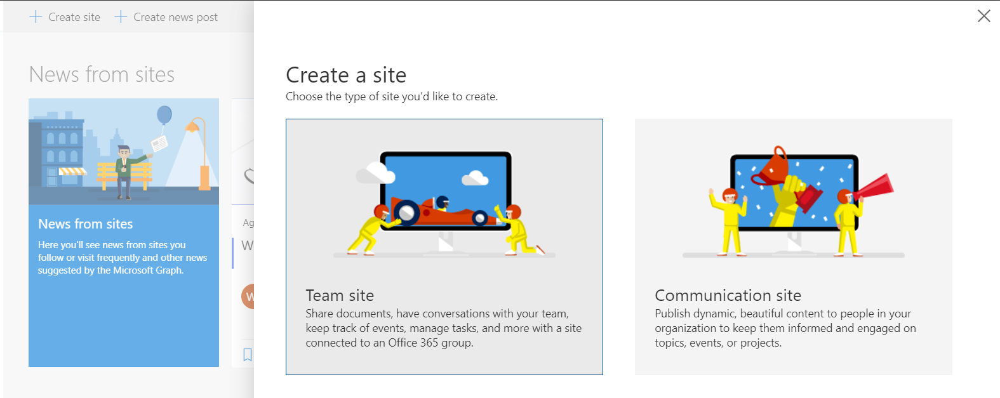 Create site
Create news post
News from sites
News from sites
Here you'll see news from sites you
follow or visit frequently and other news
suggested by the Microsoft Graph.
Ag
W
W
Create a site
Choose the type of site you'd like to create.
Team site
Share documents, have conversations with your team,
keep track of events, manage tasks, and more with a site
connected to an Office 365 group.
Communication site
Publish dynamic, beautiful content to people in your
organization to keep them informed and engaged on
topics, events, or projects.